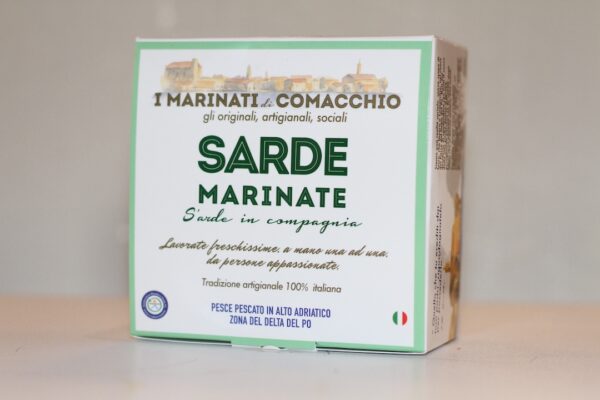 I MARINATI di COMACCHIO
gli originali, artigianali, sociali
SARDE
MARINATE
S'arde in compagnia
Lavorate freschissime, a mano una ad una,
da persone appassionate.
Tradizione artigianale 100% italiana
PESCE PESCATO IN ALTO ADRIATICO
ZONA DEL DELTA DEL PO